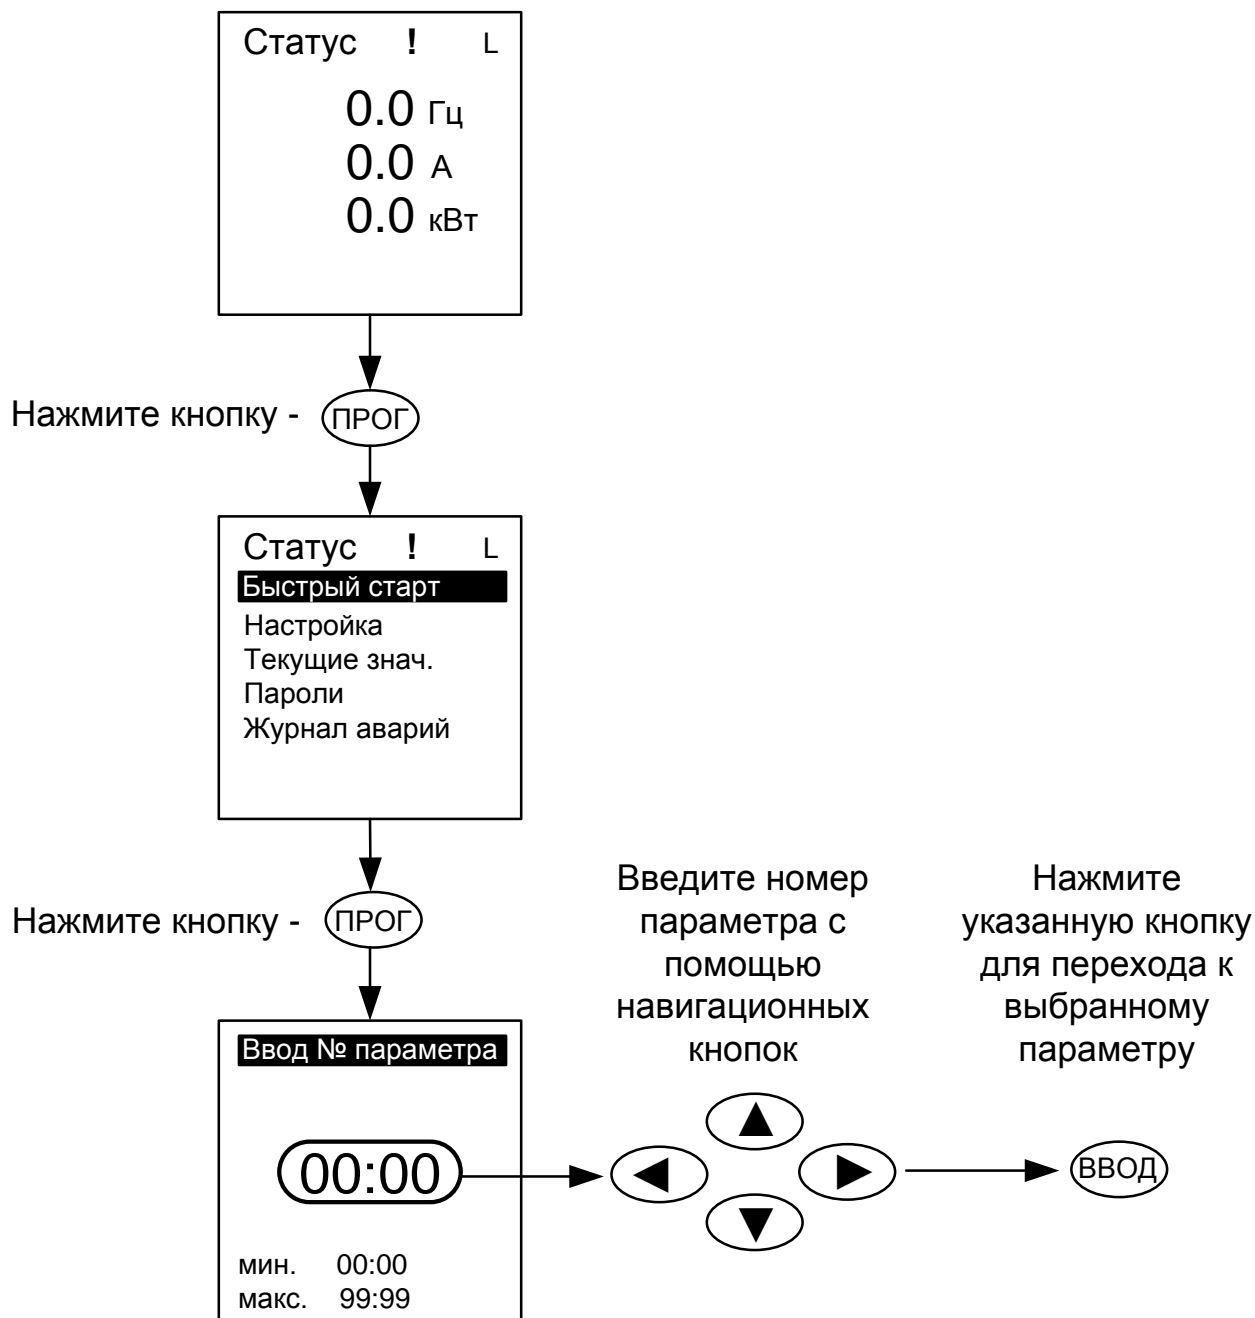 Статус ! L
0.0 Гц
0.0 А
0.0 кВт
Нажмите кнопку - ПРОГ
Статус ! L
Быстрый старт
Настройка
Текущие знач.
Пароли
Журнал аварий
Нажмите кнопку - ПРОГ
Ввод № параметра
00:00
мин. 00:00
макс. 99:99
Введите номер
параметра с
помощью
навигационных
кнопок
Нажмите
указанную кнопку
для перехода к
выбранному
параметру
ВВОД